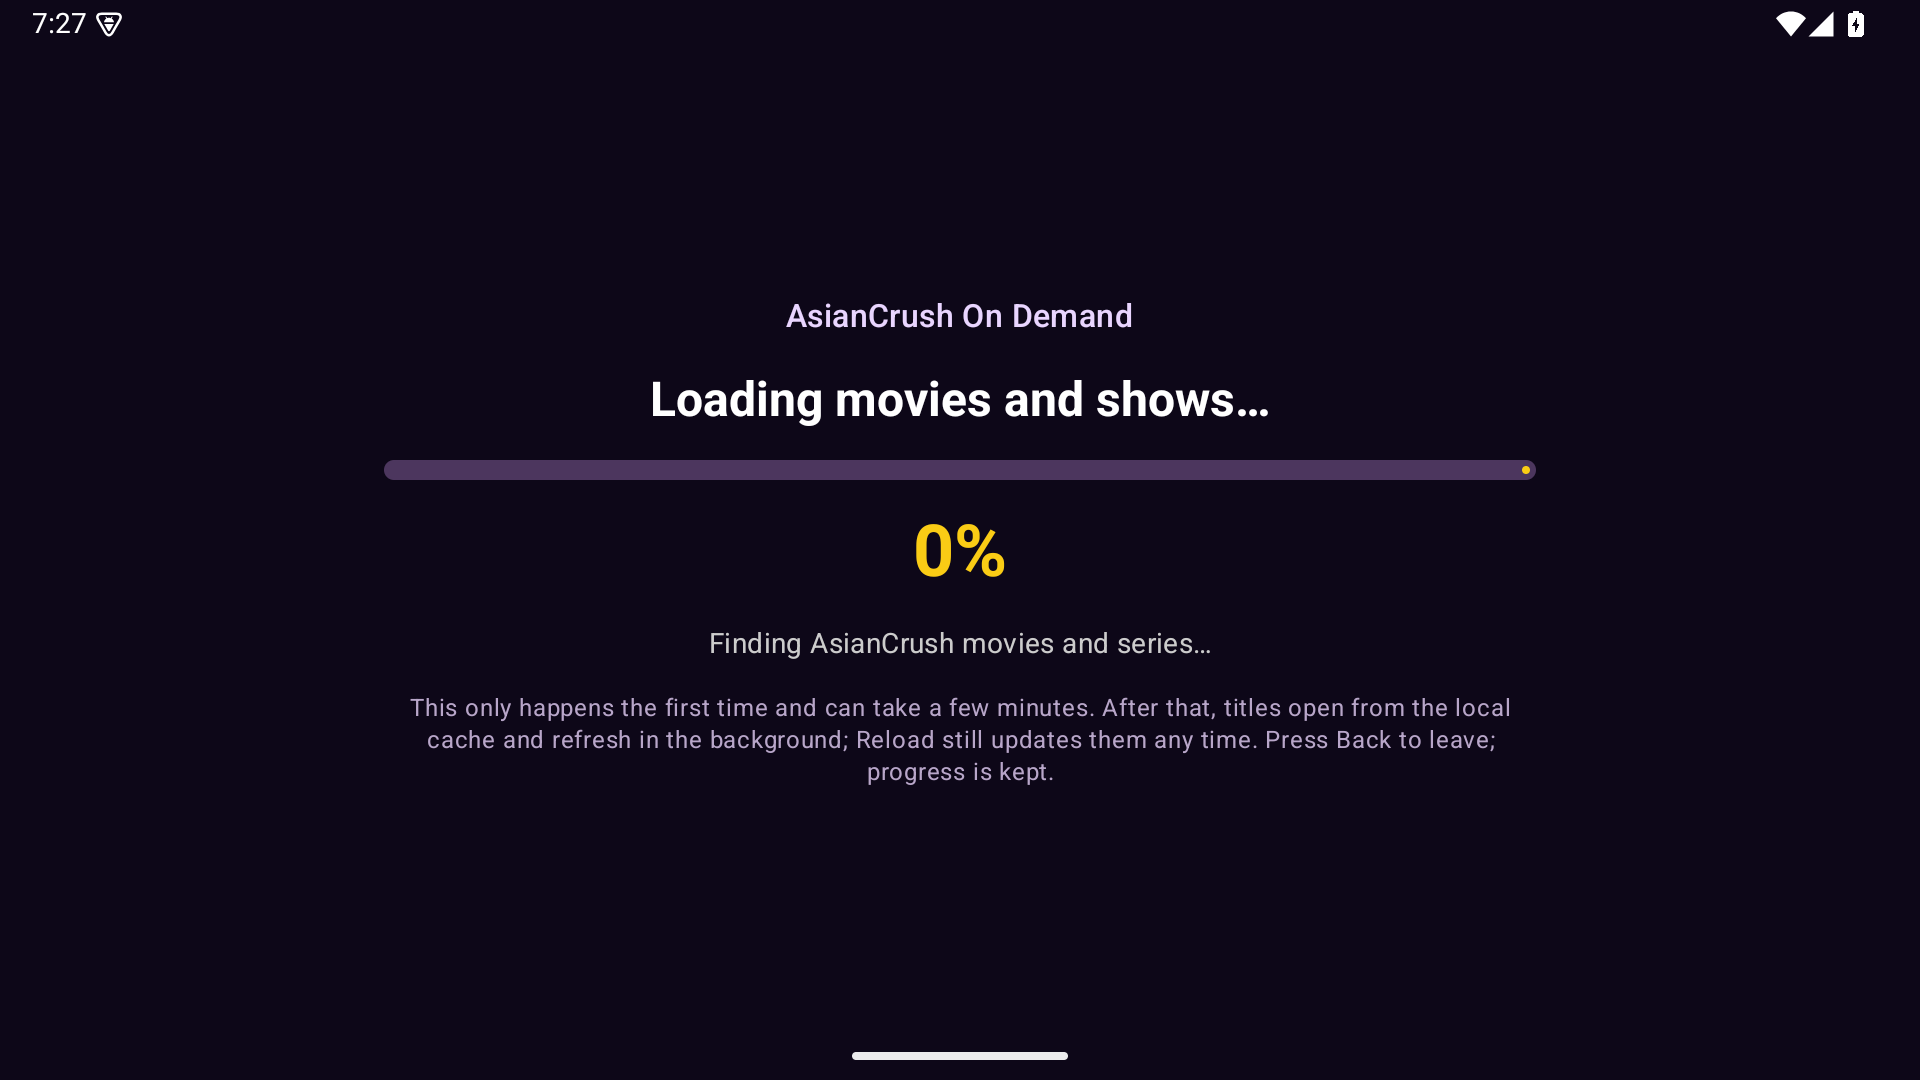 7:27
AsianCrush On Demand
Loading movies and shows…
0%
Finding AsianCrush movies and series…
This only happens the first time and can take a few minutes. After that, titles open from the local
cache and refresh in the background; Reload still updates them any time. Press Back to leave;
progress is kept.